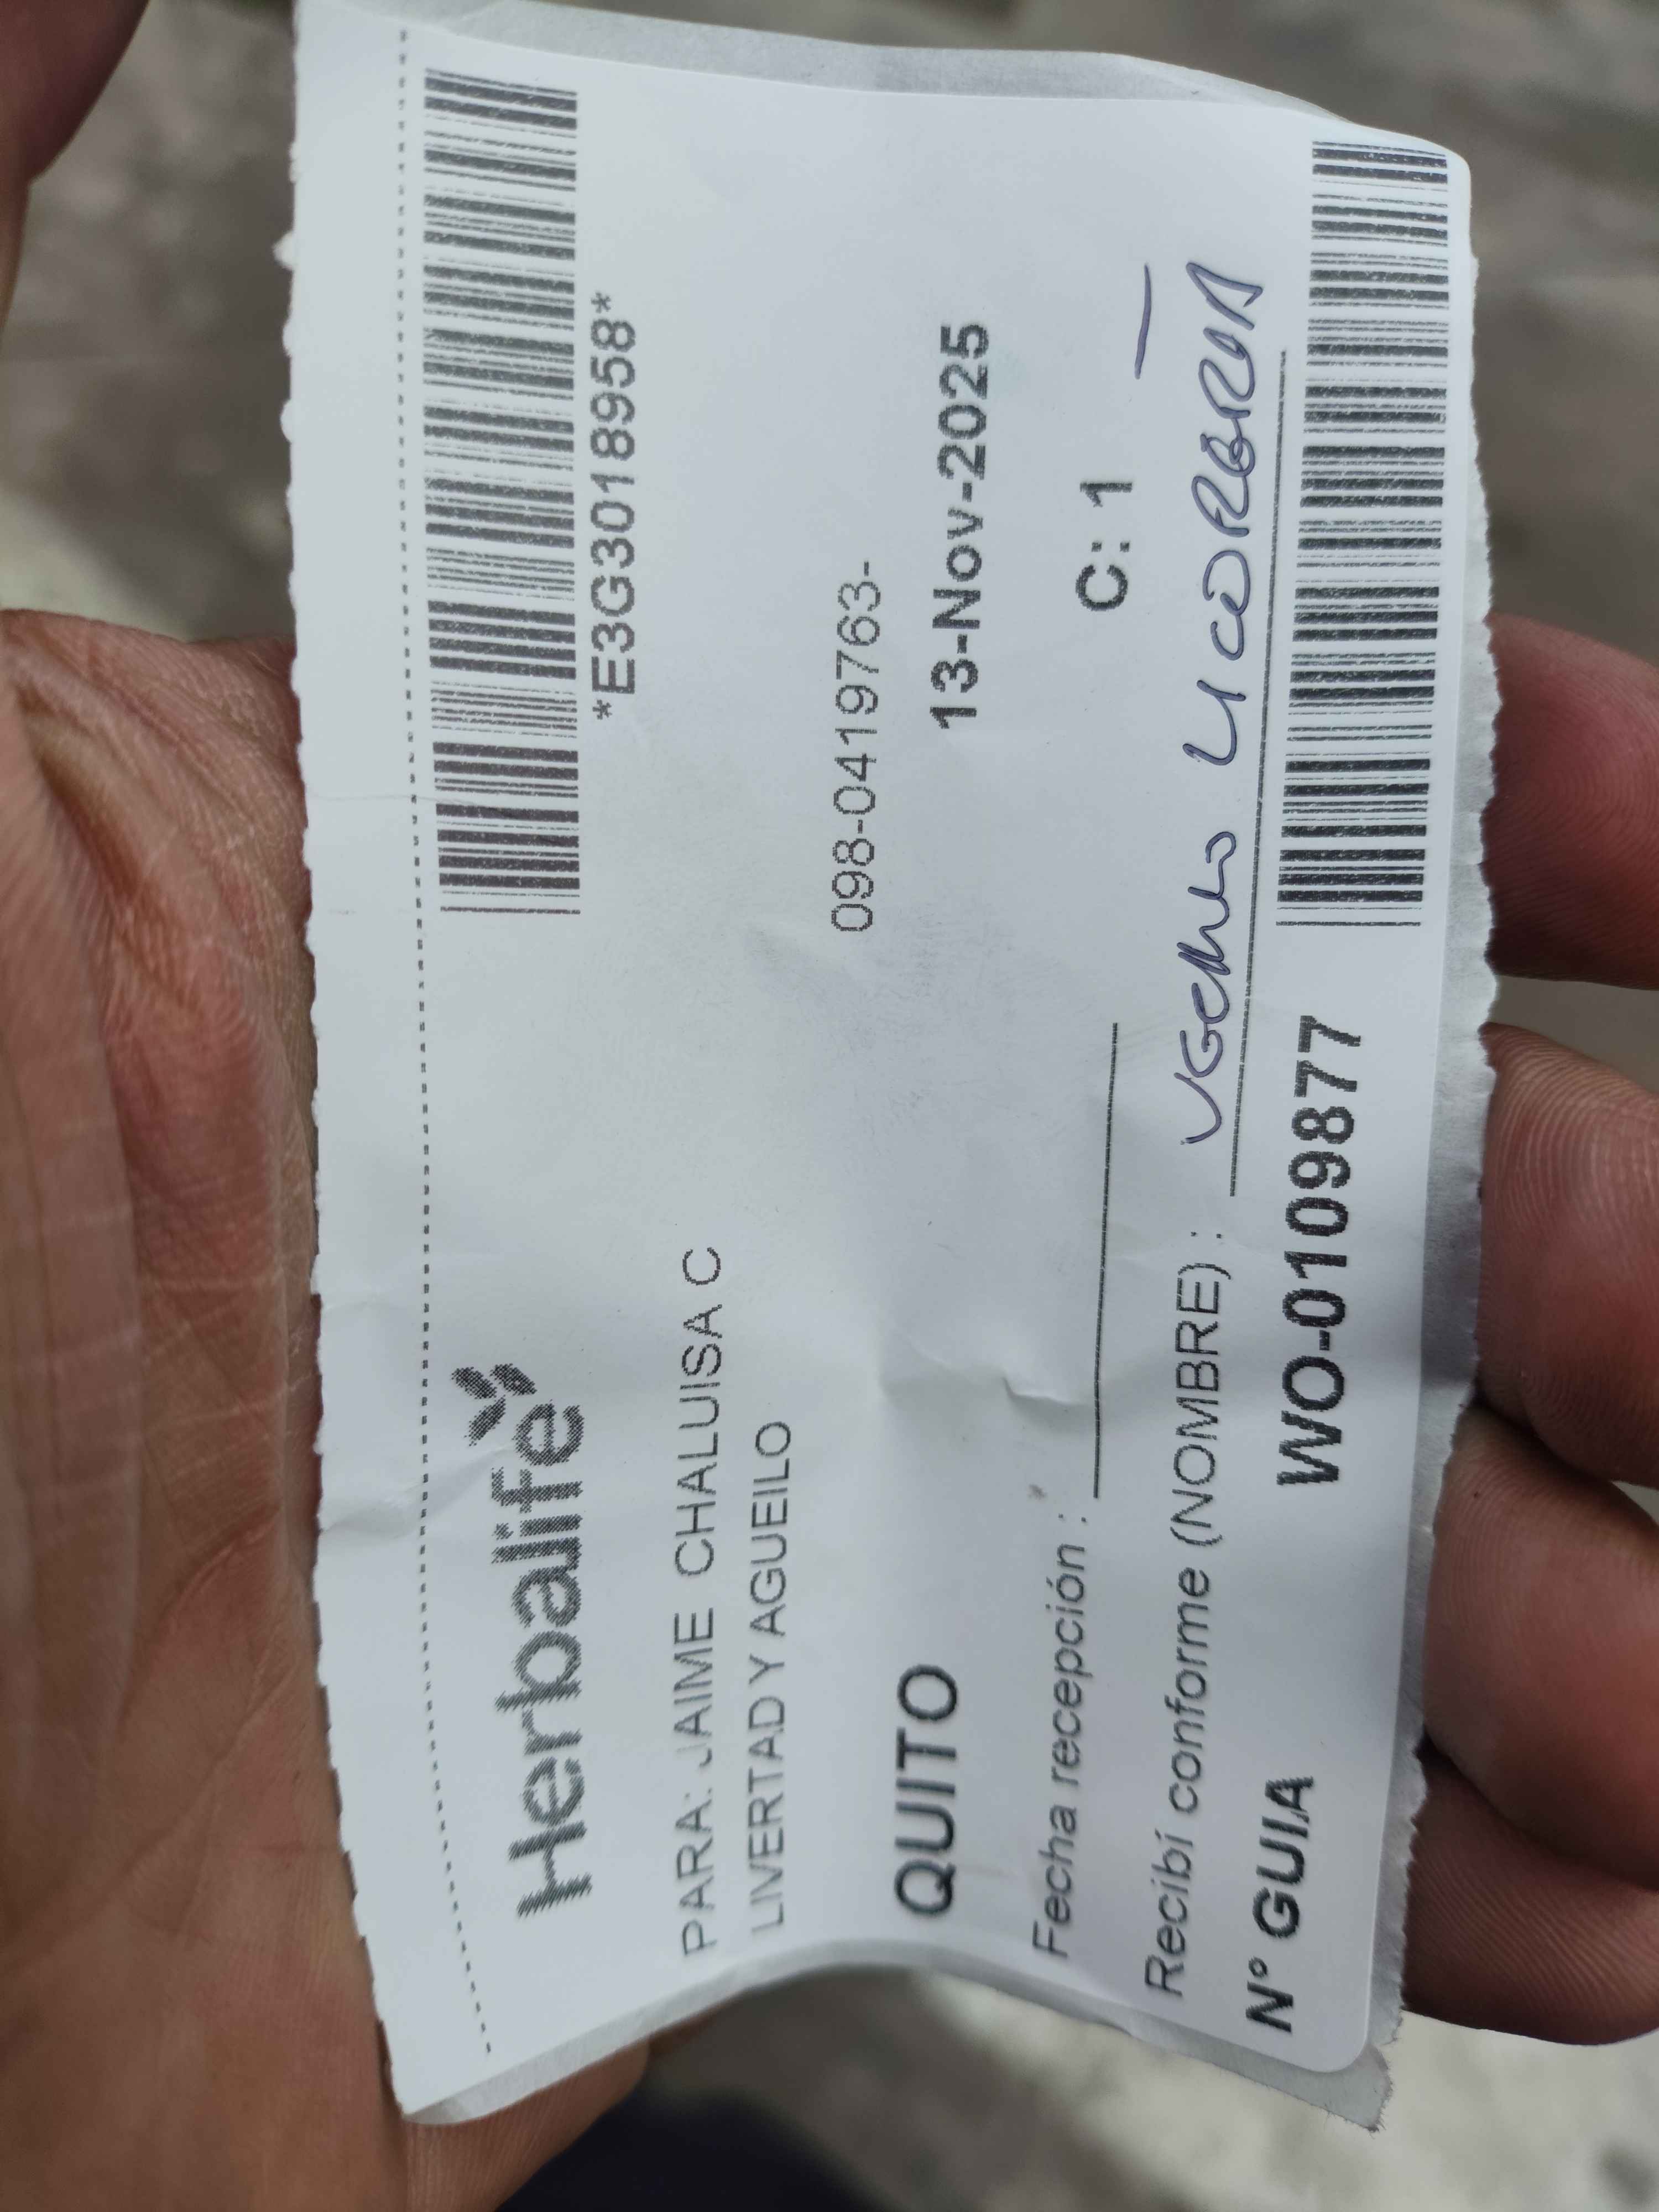 Herbalife
*E3G3018958*
PARA: JAIME CHALUISA C
LIVERTAD Y AGUEILO
098-0419763-
QUITO 13-Nov-2025
Fecha recepción : C: 1
Recibí conforme (NOMBRE) :
N° GUIA WO-0109877